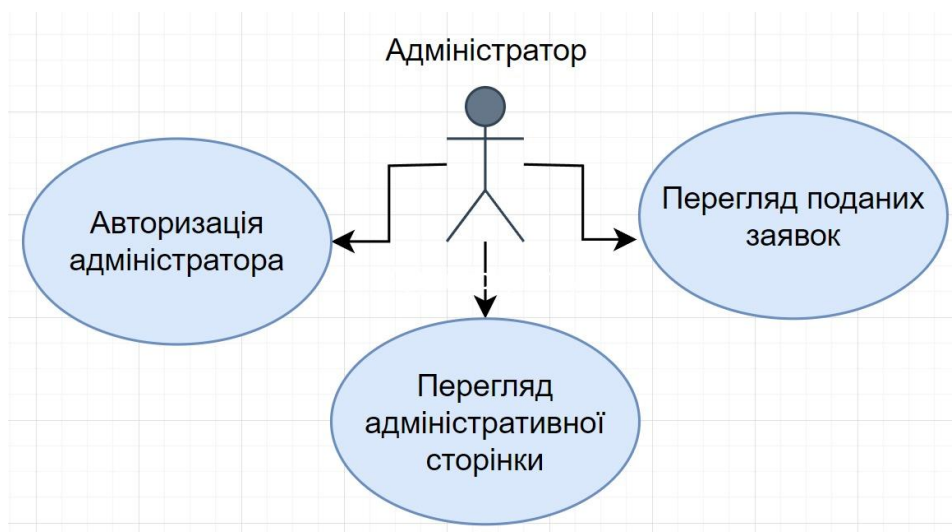 Адміністратор
Авторизація
адміністратора
Перегляд поданих
заявок
Перегляд
адміністративної
сторінки